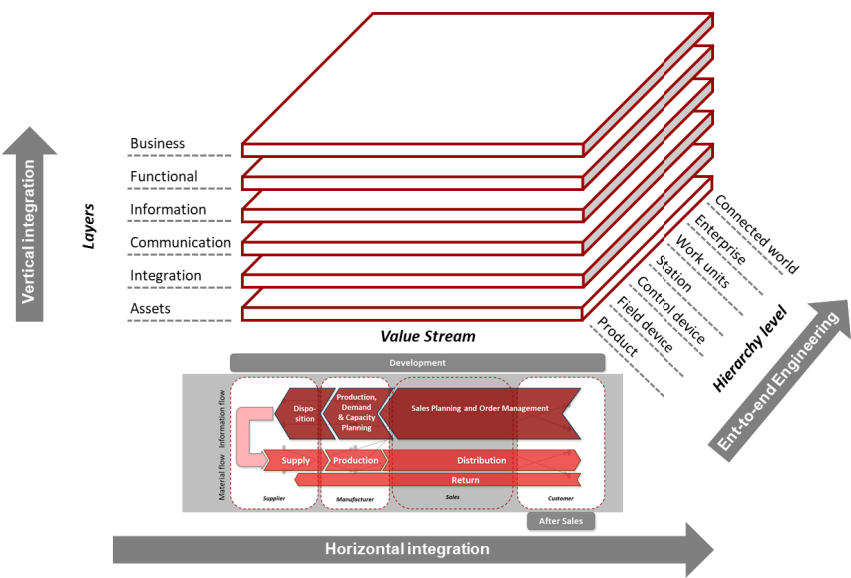 Business
Functional
Information
Communication
Integration
Assets
Layers
Vertical integration
Connected world
Enterprise
Work units
Station
Control device
Field device
Product
Hierarchy level
Ent-to-end Engineering
Value Stream
Development
Information flow
Material flow
Dispo-
sition
Production,
Demand
& Capacity
Planning
Sales Planning and Order Management
Supply
Production
Distribution
Return
Supplier
Manufacturer
Sales
Customer
After Sales
Horizontal integration